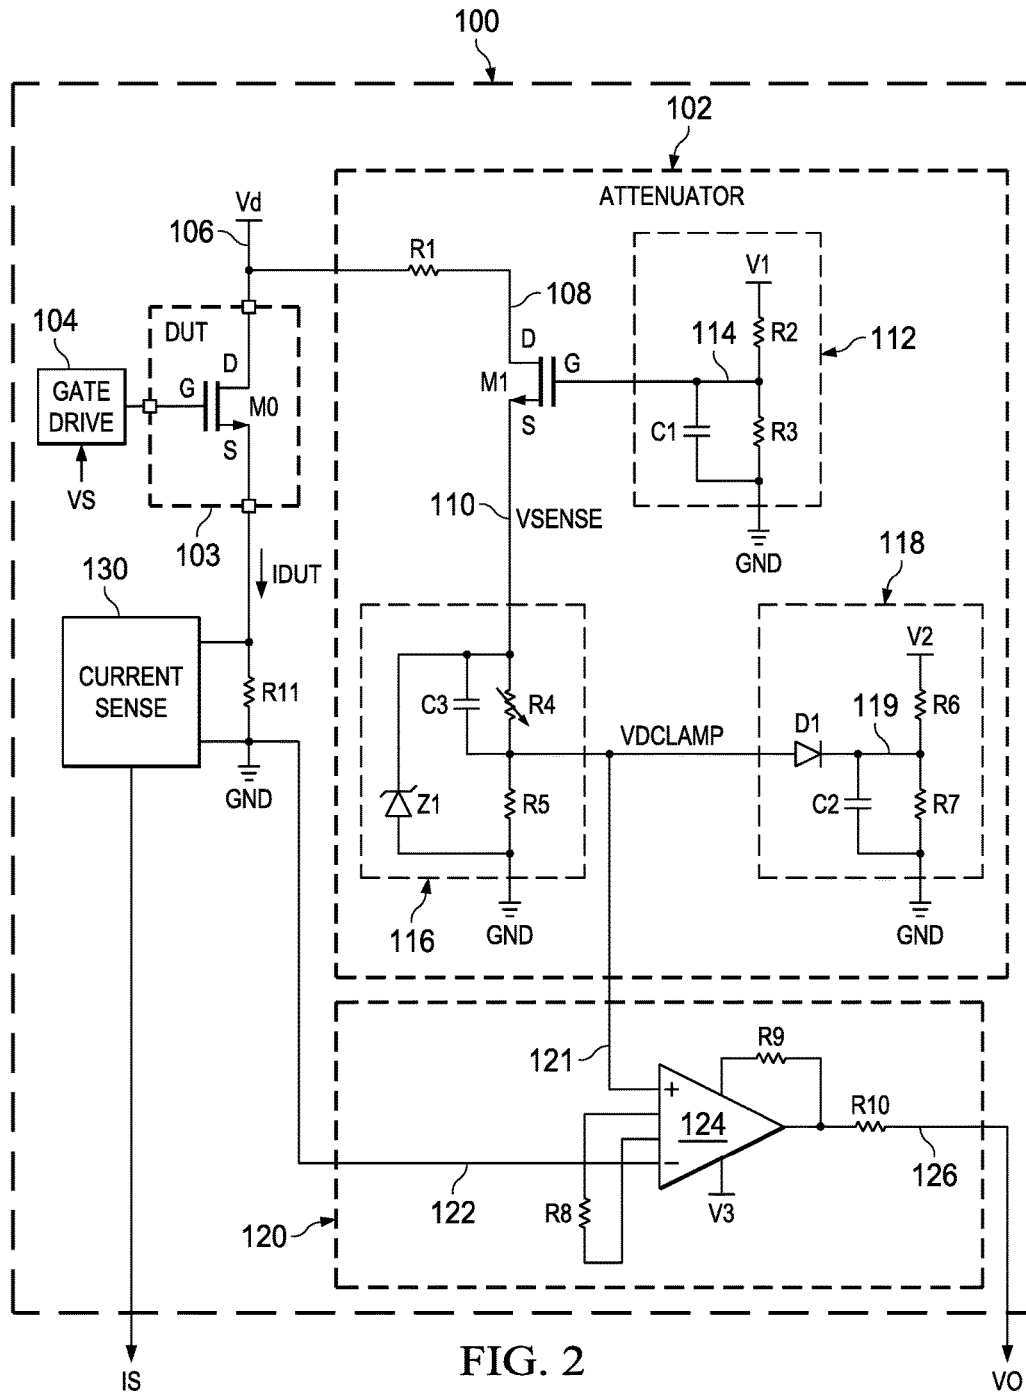 100
102
ATTENUATOR
Vd
106
R1
V1
108
104
DUT
D
R2
114
112
GATE
DRIVE
G
M0
S
D
M1
G
S
C1
R3
VS
103
110
VSENSE
GND
130
IDUT
118
V2
CURRENT
SENSE
R11
C3
R4
R6
D1
119
VDCLAMP
GND
Z1
R5
C2
R7
116
GND
GND
121
R9
+
124
R10
−
122
R8
V3
126
120
FIG. 2
IS
VO